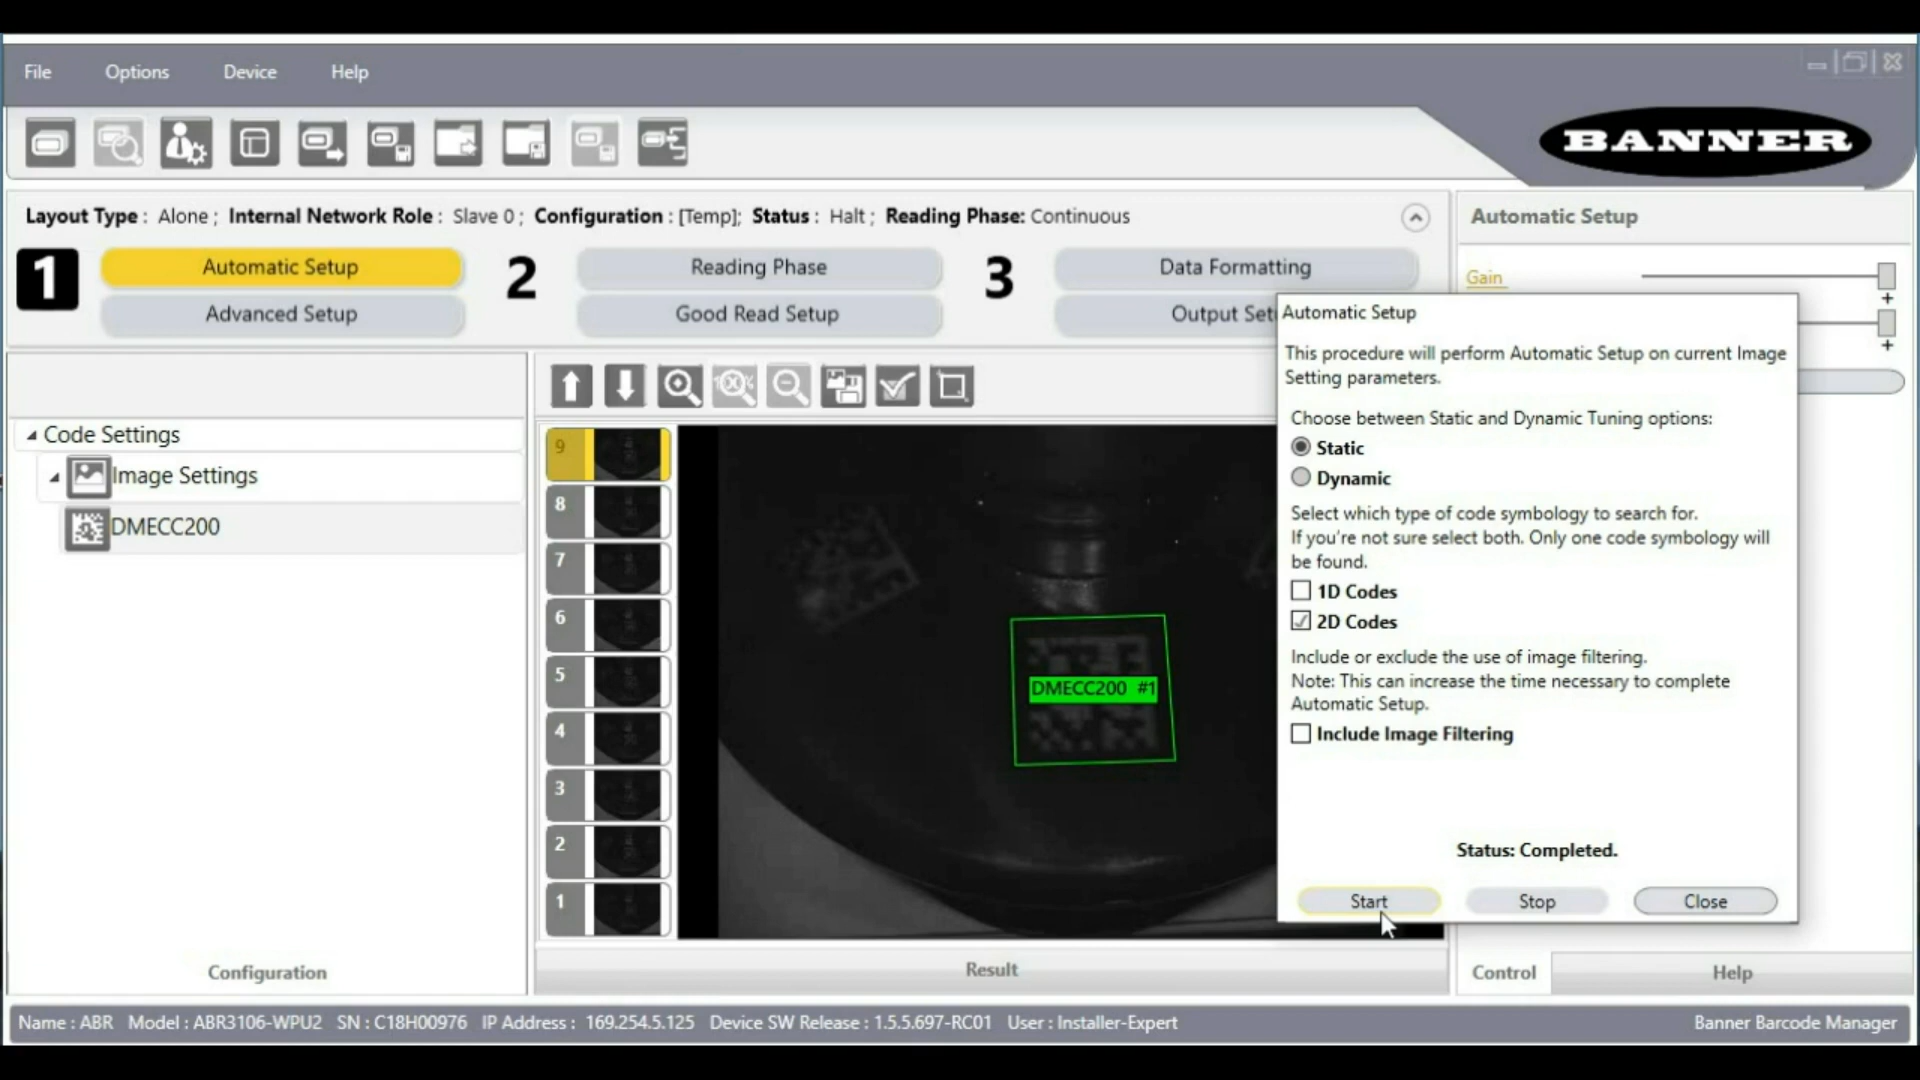 File Options Device Help
BANNER
Layout Type : Alone ; Internal Network Role : Slave 0 ; Configuration : [Temp]; Status : Halt ; Reading Phase: Continuous
Automatic Setup
1 Automatic Setup 2 Reading Phase 3 Data Formatting
Gain
Advanced Setup Good Read Setup Output Setu
+
+
Automatic Setup
This procedure will perform Automatic Setup on current Image
Setting parameters.
Choose between Static and Dynamic Tuning options:
Static
Dynamic
Select which type of code symbology to search for.
If you're not sure select both. Only one code symbology will
be found.
1D Codes
2D Codes
Include or exclude the use of image filtering.
Note: This can increase the time necessary to complete
Automatic Setup.
Include Image Filtering
Status: Completed.
Start Stop Close
Code Settings
Image Settings
DMECC200
9
8
7
6
5
4
3
2
1
DMECC200 #1
Configuration Result Control Help
Name : ABR Model : ABR3106-WPU2 SN : C18H00976 IP Address : 169.254.5.125 Device SW Release : 1.5.5.697-RC01 User : Installer-Expert Banner Barcode Manager